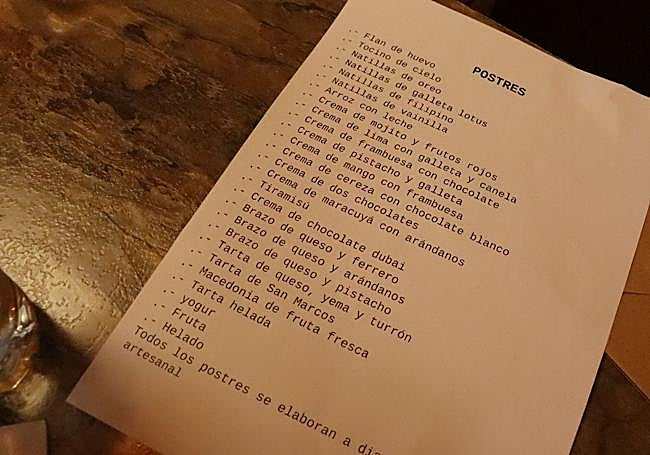 POSTRES
-- Flan de huevo
-- Tocino de cielo
-- Natillas de oreo
-- Natillas de galleta lotus
-- Natillas de filipino
-- Natillas de vainilla
-- Arroz con leche
-- Crema de mojito y frutos rojos
-- Crema de lima con galleta y canela
-- Crema de frambuesa con chocolate
-- Crema de pistacho y galleta
-- Crema de mango con frambuesa
-- Crema de cereza con chocolate blanco
-- Crema de dos chocolates
-- Crema de maracuyá con arándanos
-- Tiramisú
-- Crema de chocolate dubai
-- Brazo de queso y ferrero
-- Brazo de queso y arándanos
-- Brazo de queso y pistacho
-- Tarta de queso, yema y turrón
-- Tarta de San Marcos
-- Macedonia de fruta fresca
-- Tarta helada
-- yogur
-- Fruta
-- Helado
Todos los postres se elaboran a
artesanal